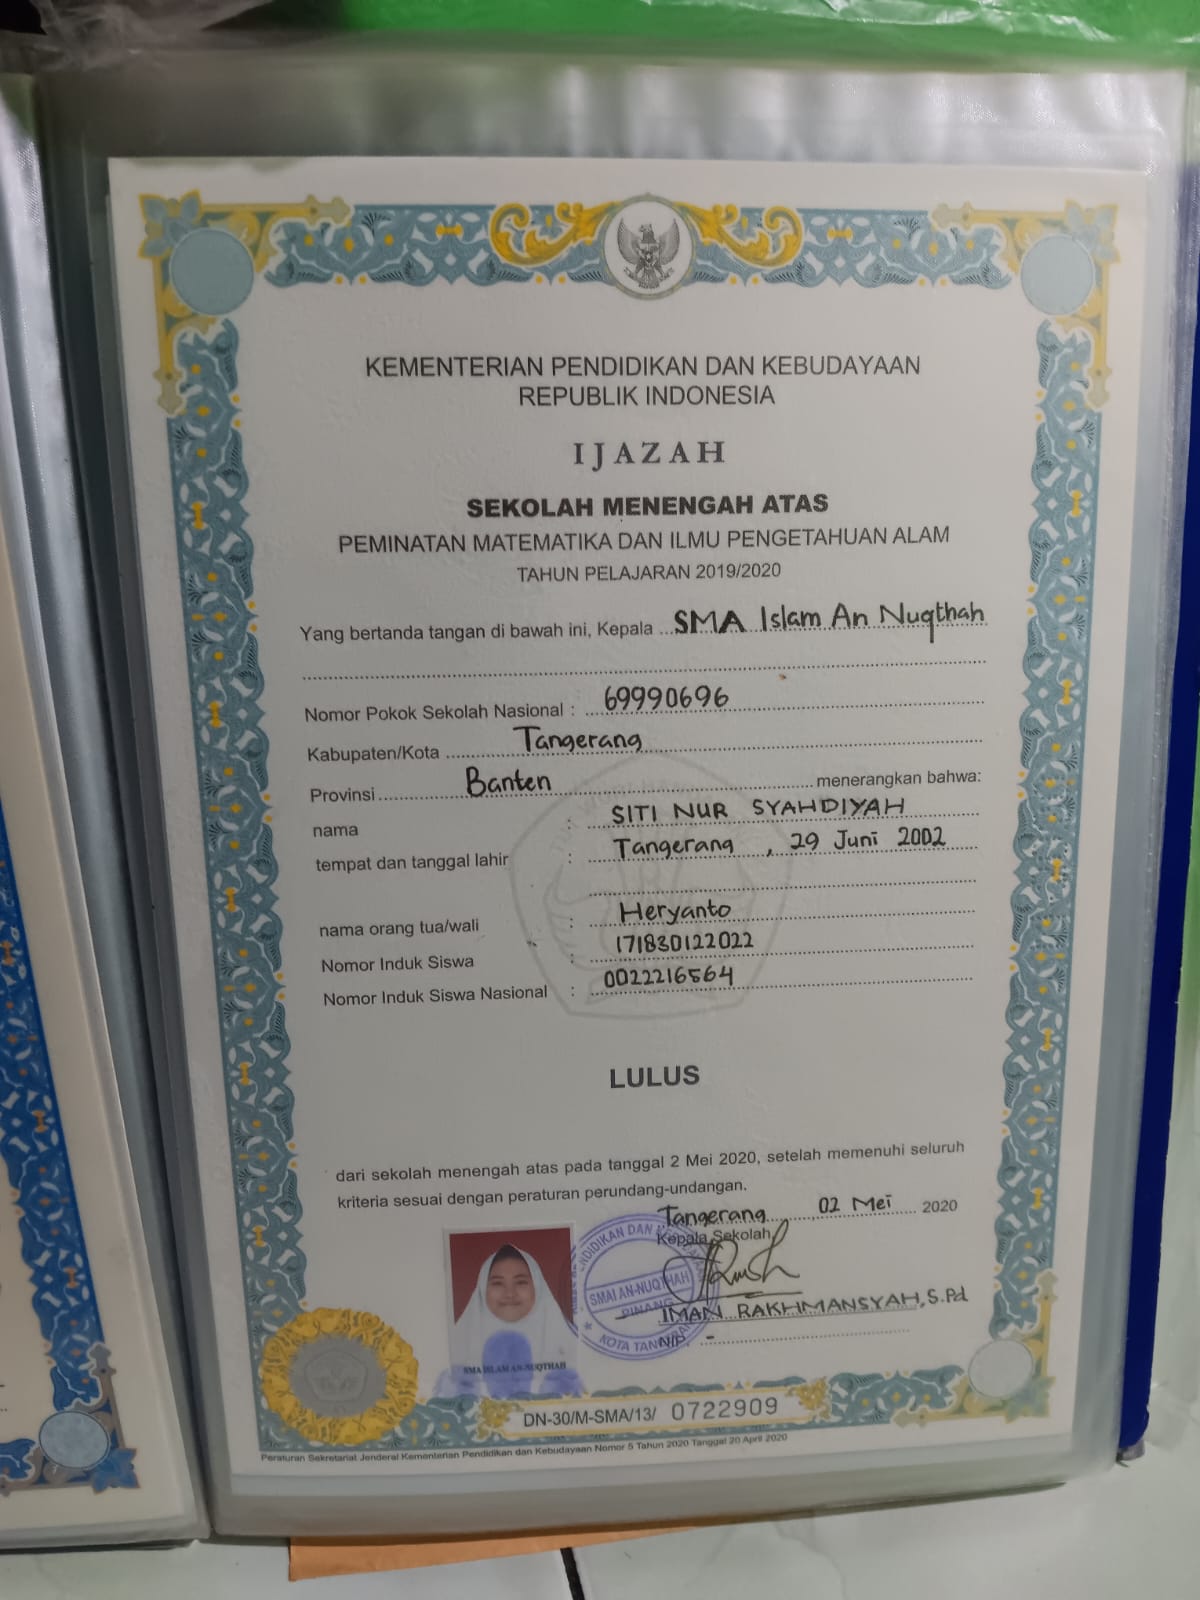 KEMENTERIAN PENDIDIKAN DAN KEBUDAYAAN
REPUBLIK INDONESIA
IJAZAH
SEKOLAH MENENGAH ATAS
PEMINATAN MATEMATIKA DAN ILMU PENGETAHUAN ALAM
TAHUN PELAJARAN 2019/2020
Yang bertanda tangan di bawah ini, Kepala SMA Islam An Nuqthah
Nomor Pokok Sekolah Nasional : 69990696
Kabupaten/Kota Tangerang
Provinsi Banten menerangkan bahwa:
nama : SITI NUR SYAHDIYAH
tempat dan tanggal lahir : Tangerang, 29 Juni 2002
nama orang tua/wali : Heryanto
Nomor Induk Siswa : 171830122022
Nomor Induk Siswa Nasional : 0022216564
LULUS
dari sekolah menengah atas pada tanggal 2 Mei 2020, setelah memenuhi seluruh
kriteria sesuai dengan peraturan perundang-undangan.
Tangerang, 02 Mei 2020
Kepala Sekolah
SMAI AN-NUQTHAH
PINANG
KOTA
IMAN RAKHMANSYAH, S.Pd
NIP. -
SMA ISLAM AN-NUQTHAH
DN-30/M-SMA/13/ 0722909
Peraturan Sekretariat Jenderal Kementerian Pendidikan dan Kebudayaan Nomor 5 Tahun 2020 Tanggal 20 April 2020